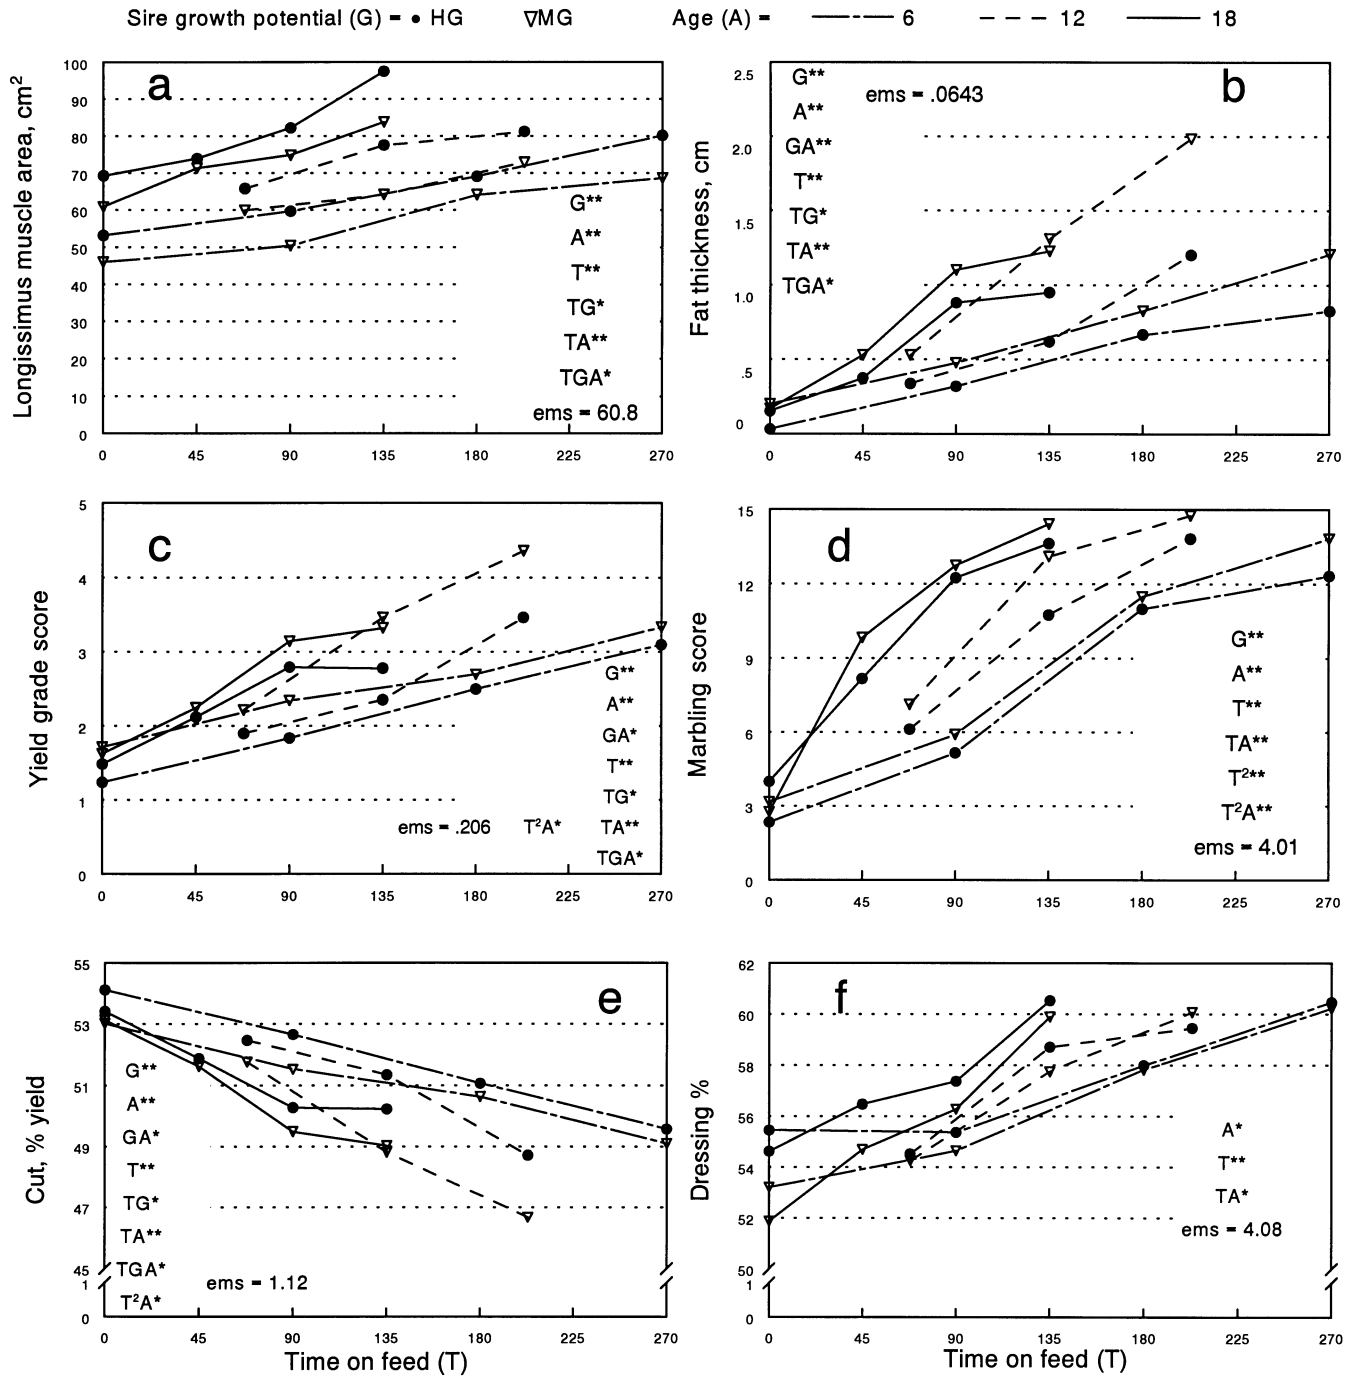 Sire growth potential (G) = ● HG ▽MG Age (A) = 6 12 18
a
Longissimus muscle area, cm²
100
90
80
70
60
50
40
30
20
10
0
G**
A**
T**
TG*
TA**
TGA*
ems = 60.8
0 45 90 135 180 225 270
b
Fat thickness, cm
2.5
2.0
1.5
1.0
.5
0
G**
A**
GA**
T**
TG*
TA**
TGA*
ems = .0643
0 45 90 135 180 225 270
c
Yield grade score
5
4
3
2
1
0
G**
A**
GA*
T**
TG*
TA**
TGA*
ems = .206 T²A*
0 45 90 135 180 225 270
d
Marbling score
15
12
9
6
3
0
G**
A**
T**
TA**
T²**
T²A**
ems = 4.01
0 45 90 135 180 225 270
e
Cut, % yield
55
53
51
49
47
45
1
0
G**
A**
GA*
T**
TG*
TA**
TGA*
T²A*
ems = 1.12
0 45 90 135 180 225 270
Time on feed (T)
f
Dressing %
62
60
58
56
54
52
50
1
0
A*
T**
TA*
ems = 4.08
0 45 90 135 180 225 270
Time on feed (T)